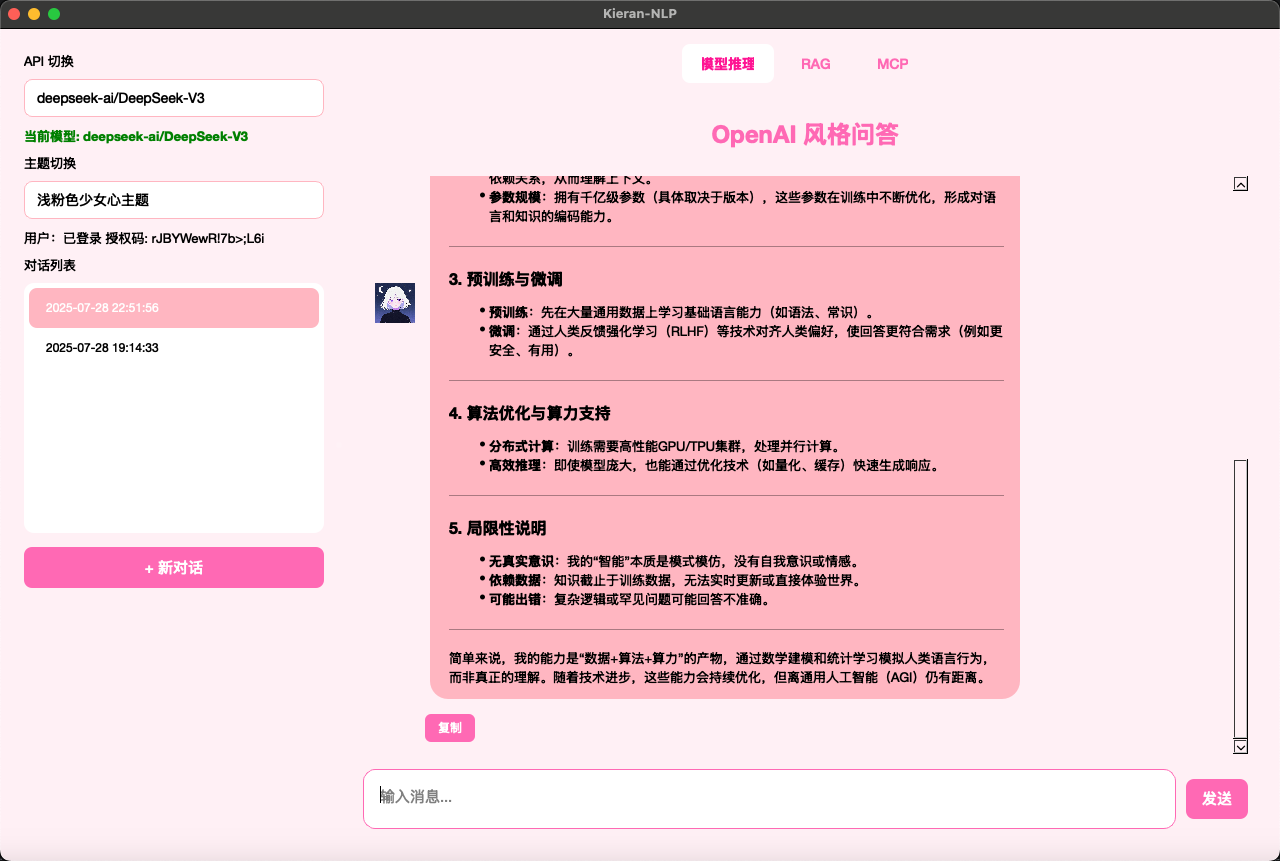 Kieran-NLP
API 切换
deepseek-ai/DeepSeek-V3
当前模型: deepseek-ai/DeepSeek-V3
主题切换
浅粉色少女心主题
用户：已登录 授权码: rJBYWewR!7b>;L6i
对话列表
2025-07-28 22:51:56
2025-07-28 19:14:33
+ 新对话
模型推理 RAG MCP
OpenAI 风格问答
依赖关系，从而理解上下文。
• 参数规模：拥有千亿级参数（具体取决于版本），这些参数在训练中不断优化，形成对语
言和知识的编码能力。
3. 预训练与微调
• 预训练：先在大量通用数据上学习基础语言能力（如语法、常识）。
• 微调：通过人类反馈强化学习（RLHF）等技术对齐人类偏好，使回答更符合需求（例如更
安全、有用）。
4. 算法优化与算力支持
• 分布式计算：训练需要高性能GPU/TPU集群，处理并行计算。
• 高效推理：即使模型庞大，也能通过优化技术（如量化、缓存）快速生成响应。
5. 局限性说明
• 无真实意识：我的“智能”本质是模式模仿，没有自我意识或情感。
• 依赖数据：知识截止于训练数据，无法实时更新或直接体验世界。
• 可能出错：复杂逻辑或罕见问题可能回答不准确。
简单来说，我的能力是“数据+算法+算力”的产物，通过数学建模和统计学习模拟人类语言行为，
而非真正的理解。随着技术进步，这些能力会持续优化，但离通用人工智能（AGI）仍有距离。
复制
输入消息...
发送